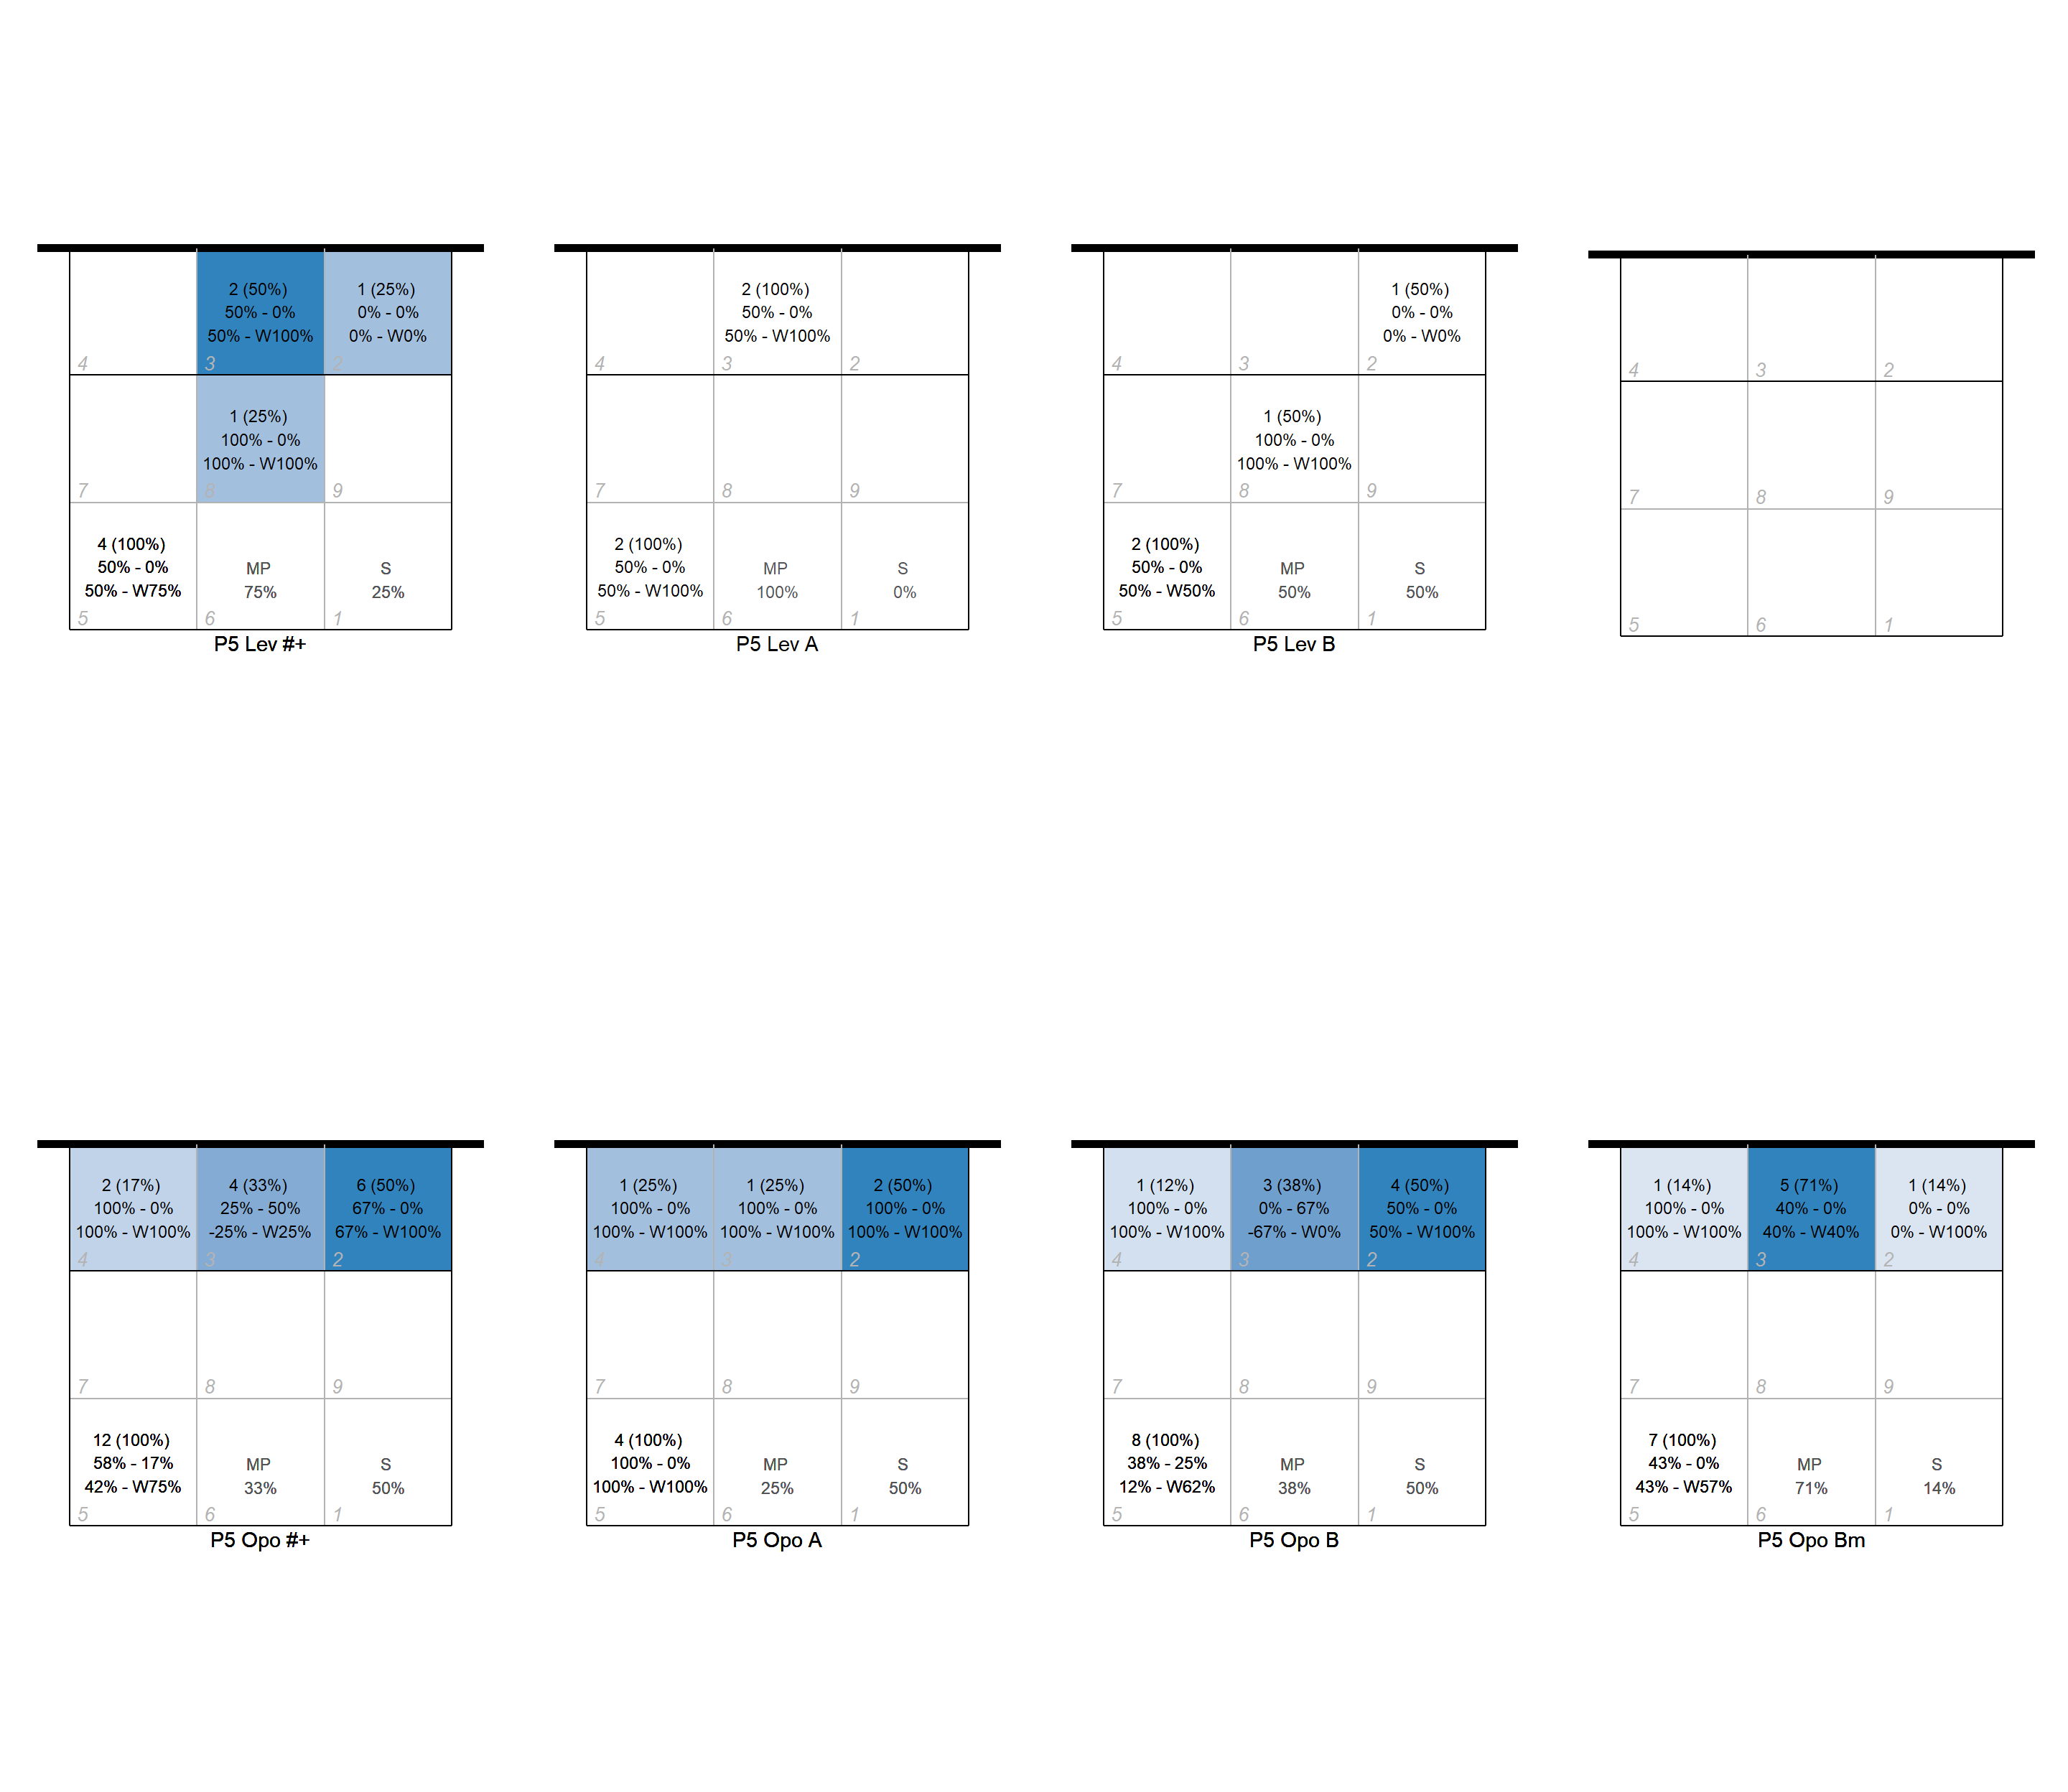 2 (50%)
50% - 0%
50% - W100%
1 (25%)
0% - 0%
0% - W0%
4
3
2
1 (25%)
100% - 0%
100% - W100%
7
8
9
4 (100%)
50% - 0%
50% - W75%
MP
75%
S
25%
5
6
1
P5 Lev #+
2 (100%)
50% - 0%
50% - W100%
4
3
2
7
8
9
2 (100%)
50% - 0%
50% - W100%
MP
100%
S
0%
5
6
1
P5 Lev A
1 (50%)
0% - 0%
0% - W0%
4
3
2
1 (50%)
100% - 0%
100% - W100%
7
8
9
2 (100%)
50% - 0%
50% - W50%
MP
50%
S
50%
5
6
1
P5 Lev B
4
3
2
7
8
9
5
6
1
2 (17%)
100% - 0%
100% - W100%
4 (33%)
25% - 50%
-25% - W25%
6 (50%)
67% - 0%
67% - W100%
4
3
2
7
8
9
12 (100%)
58% - 17%
42% - W75%
MP
33%
S
50%
5
6
1
P5 Opo #+
1 (25%)
100% - 0%
100% - W100%
1 (25%)
100% - 0%
100% - W100%
2 (50%)
100% - 0%
100% - W100%
4
3
2
7
8
9
4 (100%)
100% - 0%
100% - W100%
MP
25%
S
50%
5
6
1
P5 Opo A
1 (12%)
100% - 0%
100% - W100%
3 (38%)
0% - 67%
-67% - W0%
4 (50%)
50% - 0%
50% - W100%
4
3
2
7
8
9
8 (100%)
38% - 25%
12% - W62%
MP
38%
S
50%
5
6
1
P5 Opo B
1 (14%)
100% - 0%
100% - W100%
5 (71%)
40% - 0%
40% - W40%
1 (14%)
0% - 0%
0% - W100%
4
3
2
7
8
9
7 (100%)
43% - 0%
43% - W57%
MP
71%
S
14%
5
6
1
P5 Opo Bm